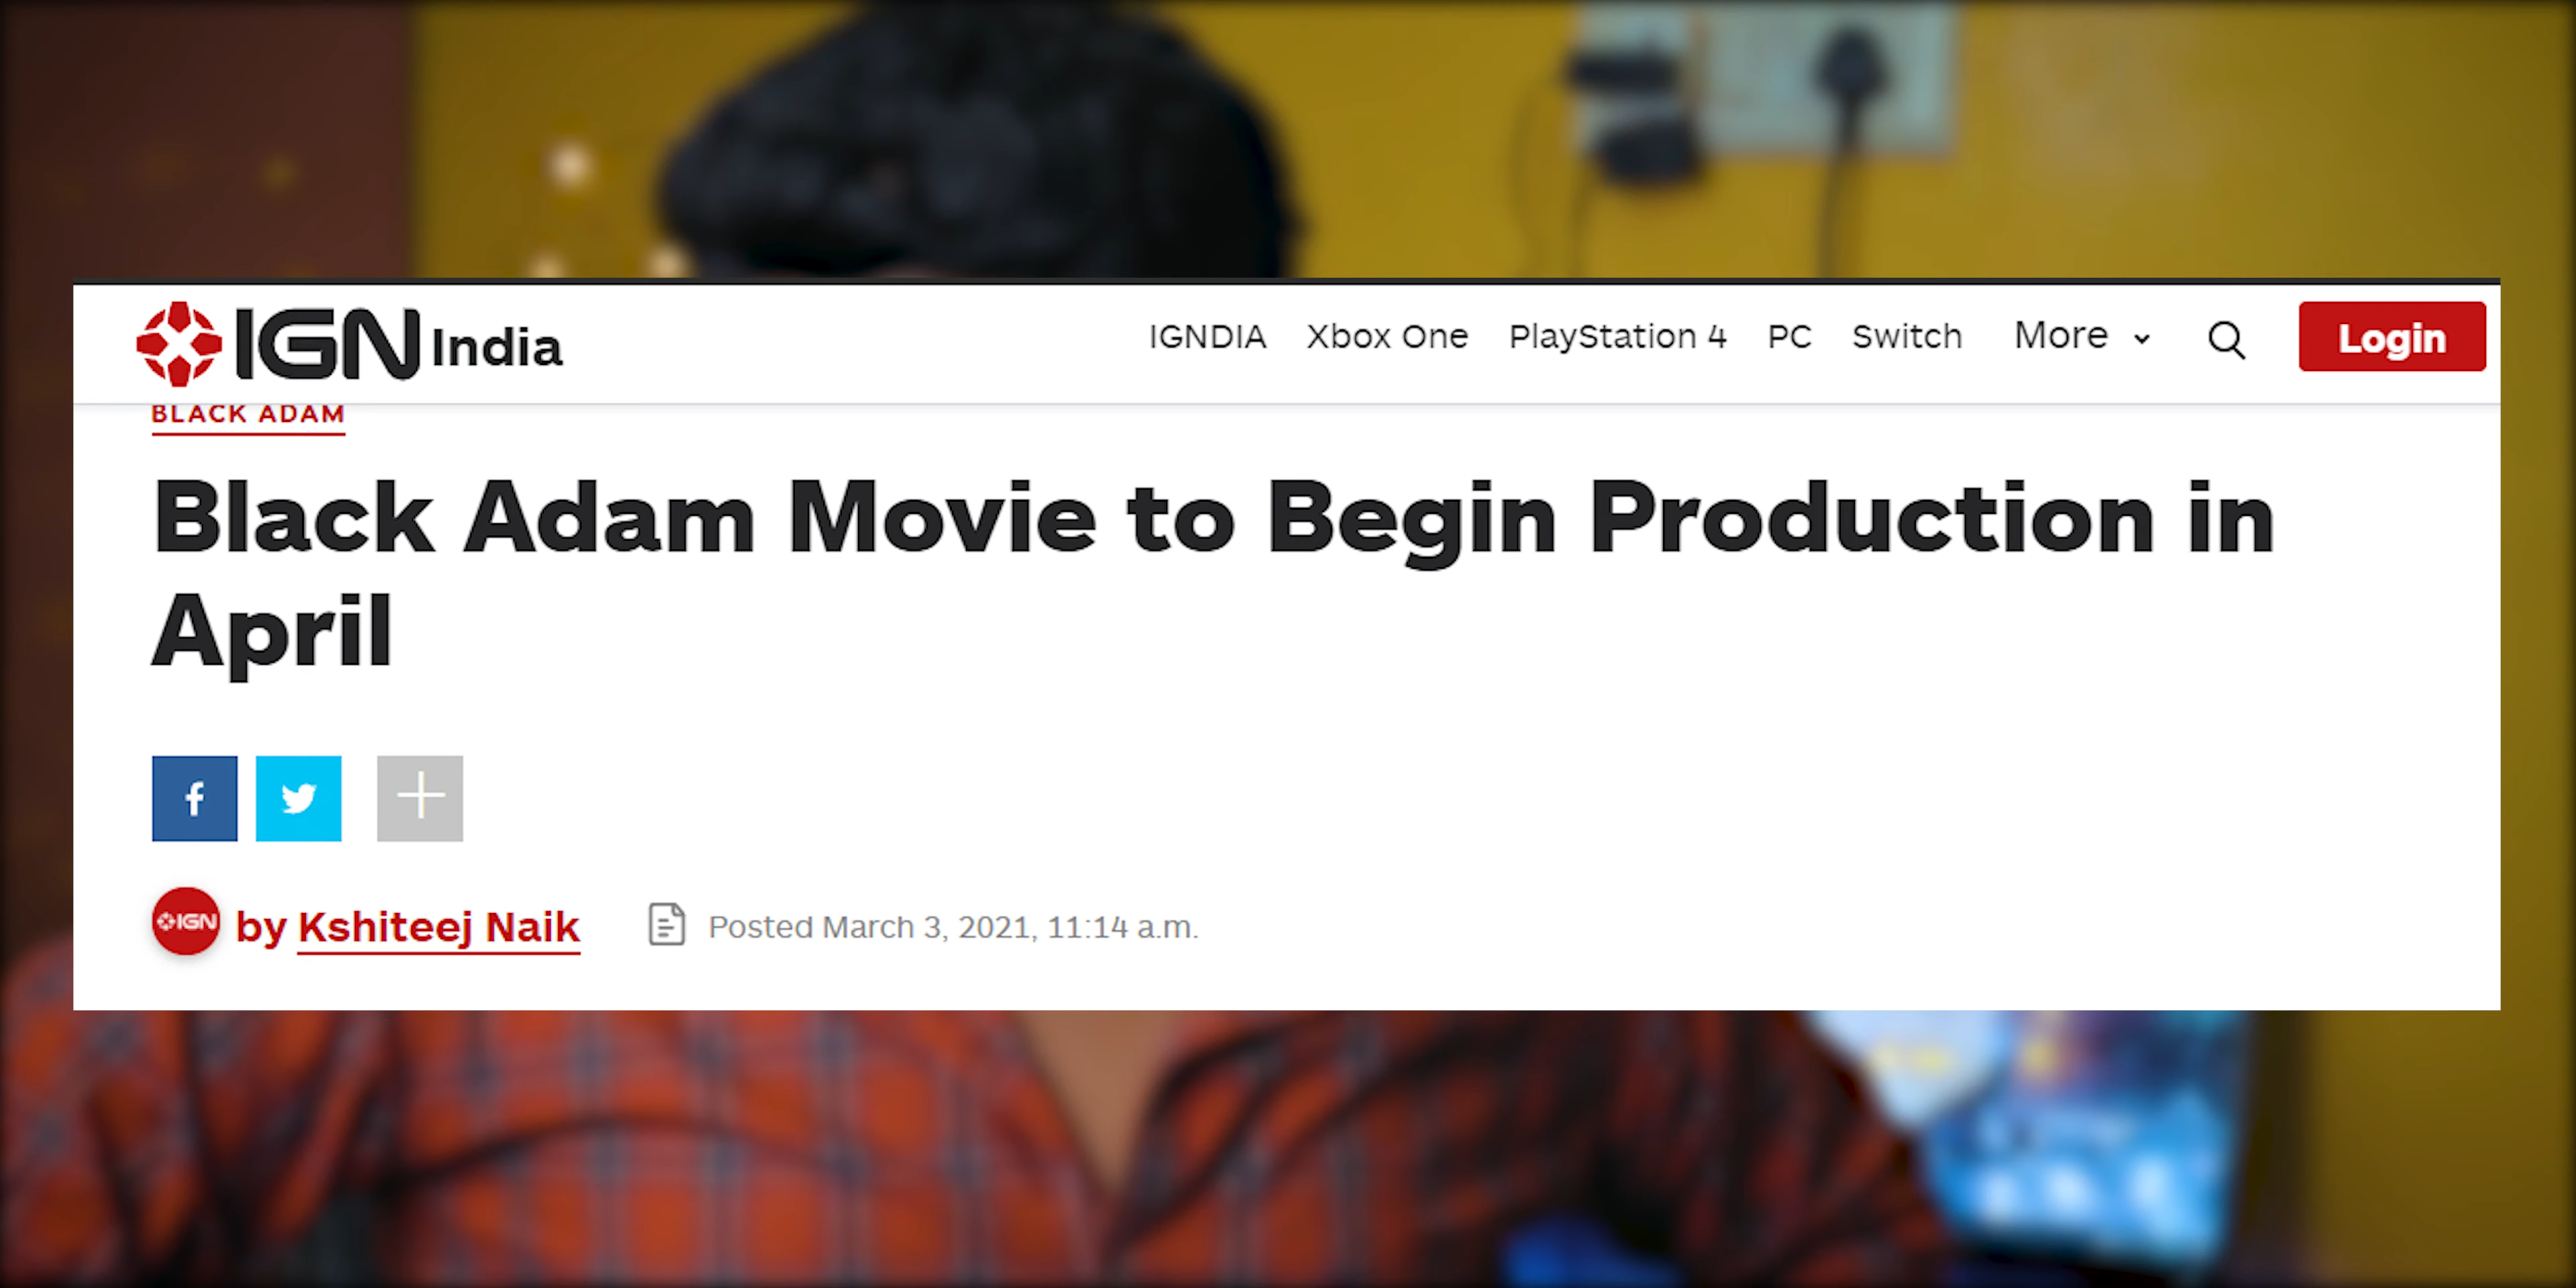 IGN India
IGNDIA Xbox One PlayStation 4 PC Switch More Login
BLACK ADAM
Black Adam Movie to Begin Production in
April
f
IGN by Kshiteej Naik Posted March 3, 2021, 11:14 a.m.